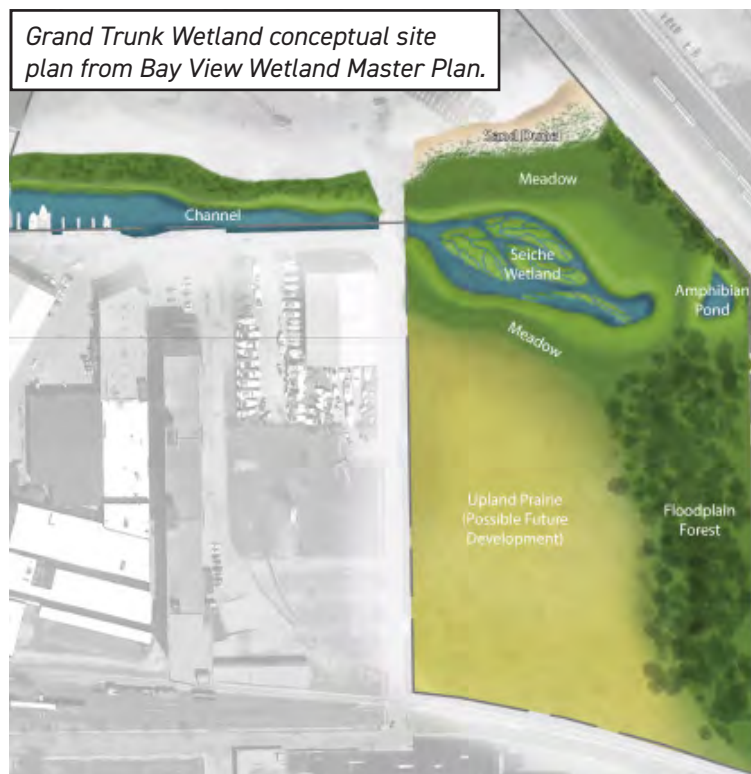 Grand Trunk Wetland conceptual site
plan from Bay View Wetland Master Plan.
Sand Dune
Meadow
Channel
Seiche
Wetland
Amphibian
Pond
Meadow
Upland Prairie
(Possible Future
Development)
Floodplain
Forest